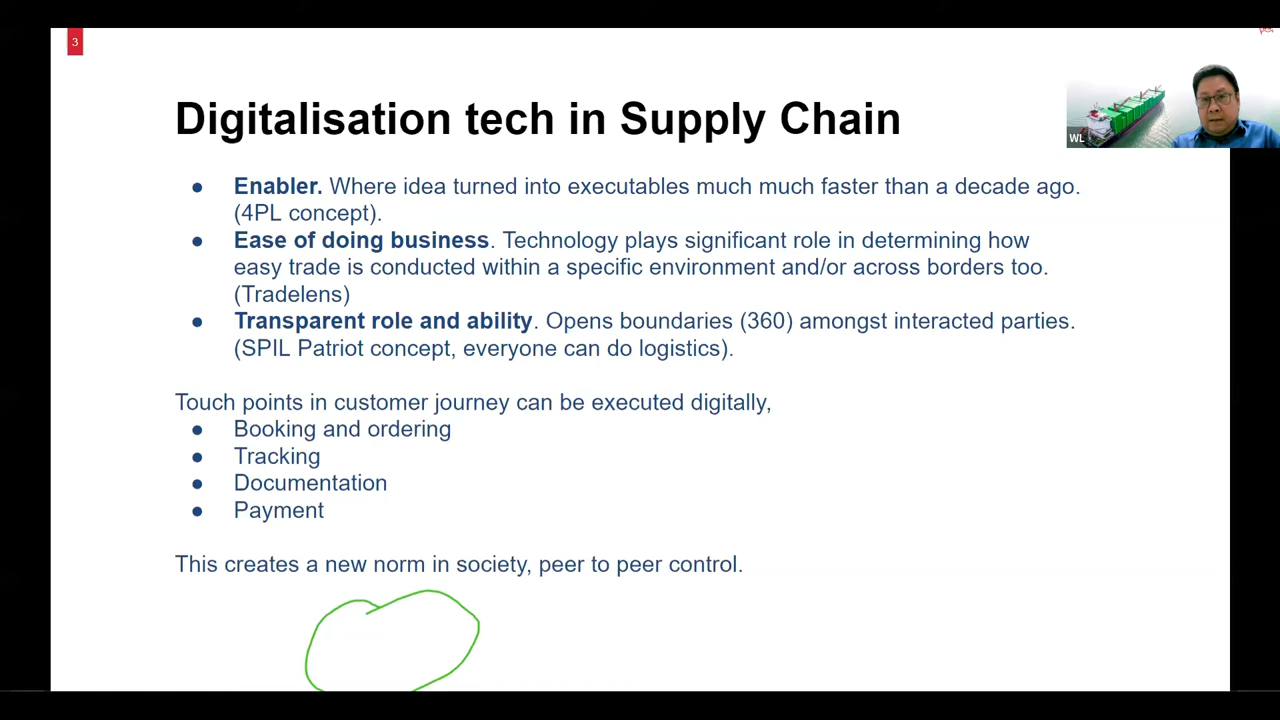 3
Digitalisation tech in Supply Chain
WL
● Enabler. Where idea turned into executables much much faster than a decade ago.
(4PL concept).
● Ease of doing business. Technology plays significant role in determining how
easy trade is conducted within a specific environment and/or across borders too.
(Tradelens)
● Transparent role and ability. Opens boundaries (360) amongst interacted parties.
(SPIL Patriot concept, everyone can do logistics).
Touch points in customer journey can be executed digitally,
● Booking and ordering
● Tracking
● Documentation
● Payment
This creates a new norm in society, peer to peer control.